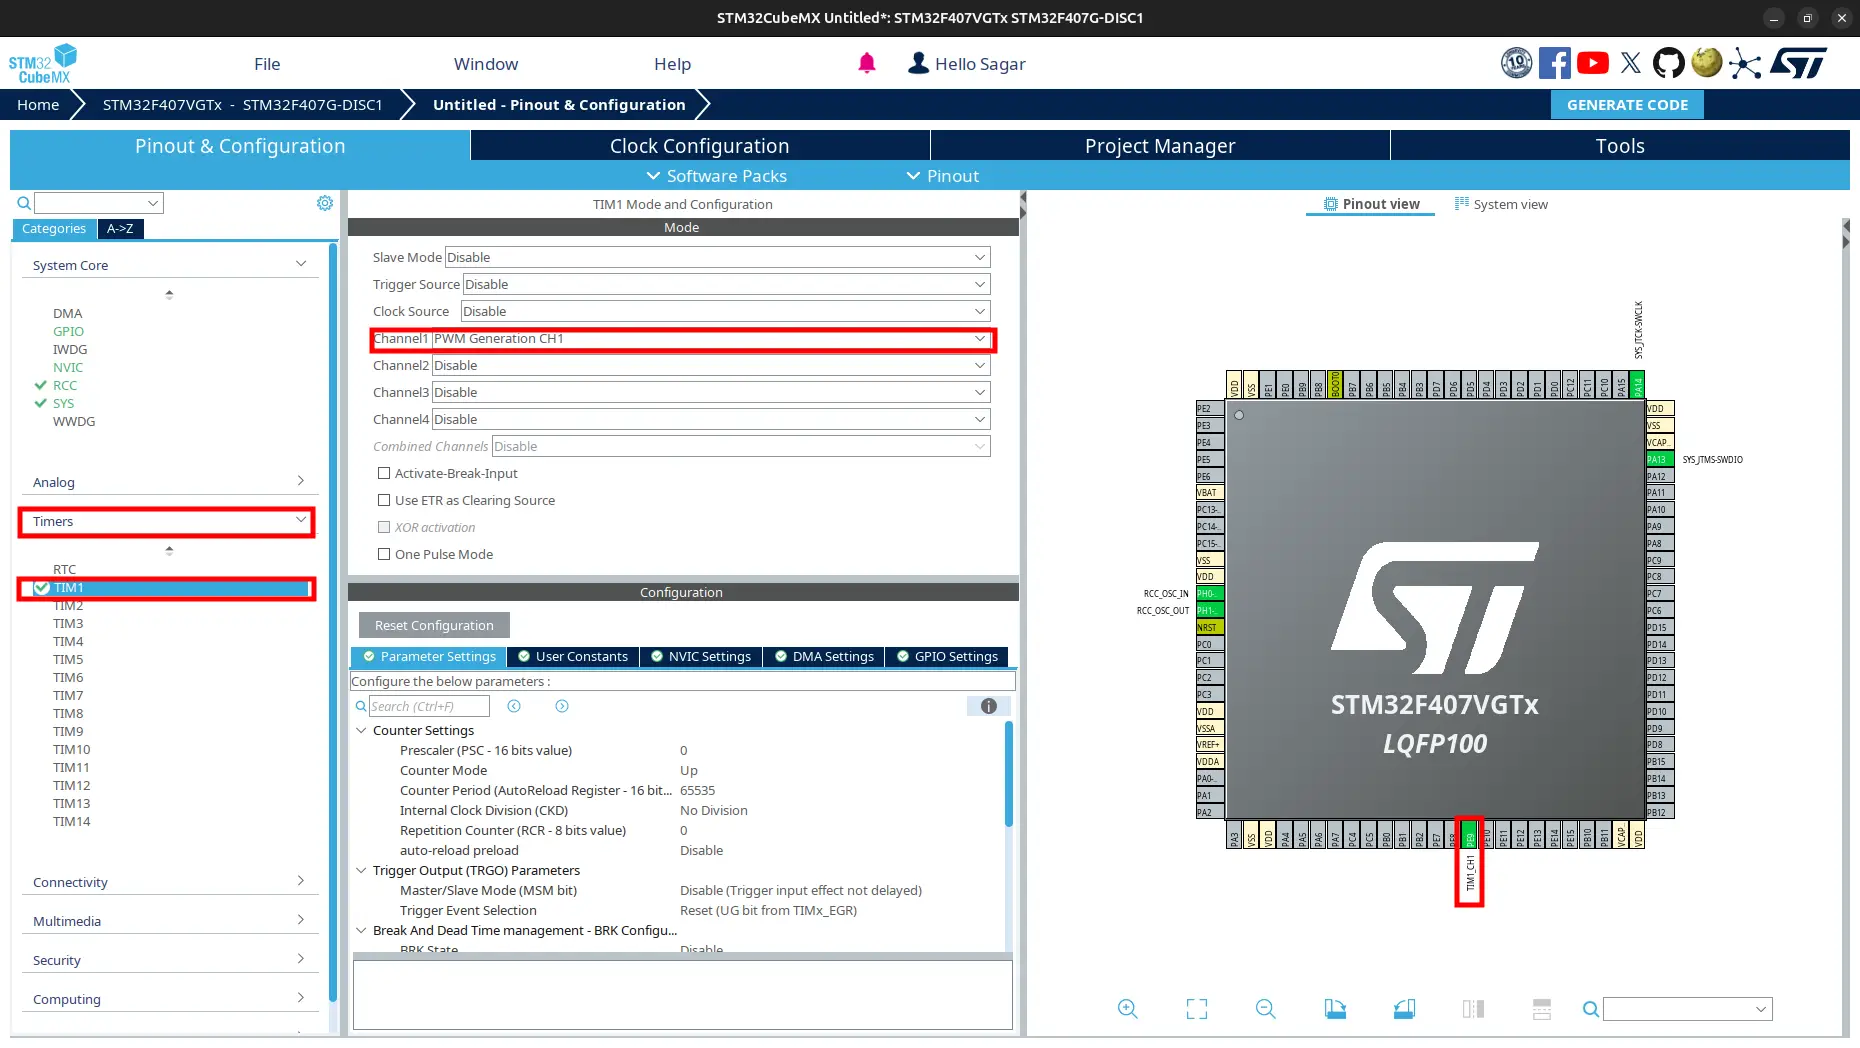 STM32CubeMX Untitled*: STM32F407VGTx STM32F407G-DISC1
STM32 CubeMX
File Window Help Hello Sagar
Home STM32F407VGTx - STM32F407G-DISC1 Untitled - Pinout & Configuration GENERATE CODE
Pinout & Configuration Clock Configuration Project Manager Tools
Software Packs Pinout
Categories A->Z
System Core
DMA
GPIO
IWDG
NVIC
RCC
SYS
WWDG
Analog
Timers
RTC
TIM1
TIM2
TIM3
TIM4
TIM5
TIM6
TIM7
TIM8
TIM9
TIM10
TIM11
TIM12
TIM13
TIM14
Connectivity
Multimedia
Security
Computing
TIM1 Mode and Configuration
Mode
Slave Mode Disable
Trigger Source Disable
Clock Source Disable
Channel1 PWM Generation CH1
Channel2 Disable
Channel3 Disable
Channel4 Disable
Combined Channels Disable
Activate-Break-Input
Use ETR as Clearing Source
XOR activation
One Pulse Mode
Configuration
Reset Configuration
Parameter Settings User Constants NVIC Settings DMA Settings GPIO Settings
Configure the below parameters :
Search (Ctrl+F)
Counter Settings
Prescaler (PSC - 16 bits value) 0
Counter Mode Up
Counter Period (AutoReload Register - 16 bit... 65535
Internal Clock Division (CKD) No Division
Repetition Counter (RCR - 8 bits value) 0
auto-reload preload Disable
Trigger Output (TRGO) Parameters
Master/Slave Mode (MSM bit) Disable (Trigger input effect not delayed)
Trigger Event Selection Reset (UG bit from TIMx_EGR)
Break And Dead Time management - BRK Configu...
BRK State Disable
Pinout view System view
SYS_JTCK-SWCLK
VDD VSS PE1 PE0 PB9 PB8 BOOT0 PB7 PB6 PB5 PB4 PB3 PD7 PD6 PD5 PD4 PD3 PD2 PD1 PD0 PC12 PC11 PC10 PA15 PA14
PE2
PE3
PE4
PE5
PE6
VBAT
PC13-..
PC14-..
PC15-..
VSS
VDD
RCC_OSC_IN PH0-..
RCC_OSC_OUT PH1-..
NRST
PC0
PC1
PC2
PC3
VDD
VSSA
VREF+
VDDA
PA0-..
PA1
PA2
ST
STM32F407VGTx
LQFP100
VDD
VSS
VCAP..
PA13 SYS_JTMS-SWDIO
PA12
PA11
PA10
PA9
PA8
PC9
PC8
PC7
PC6
PD15
PD14
PD13
PD12
PD11
PD10
PD9
PD8
PB15
PB14
PB13
PB12
PA3 VSS VDD PA4 PA5 PA6 PA7 PC4 PC5 PB0 PB1 PB2 PE7 PE8 PE9 PE10 PE11 PE12 PE13 PE14 PE15 PB10 PB11 VCAP VDD
TIM1_CH1